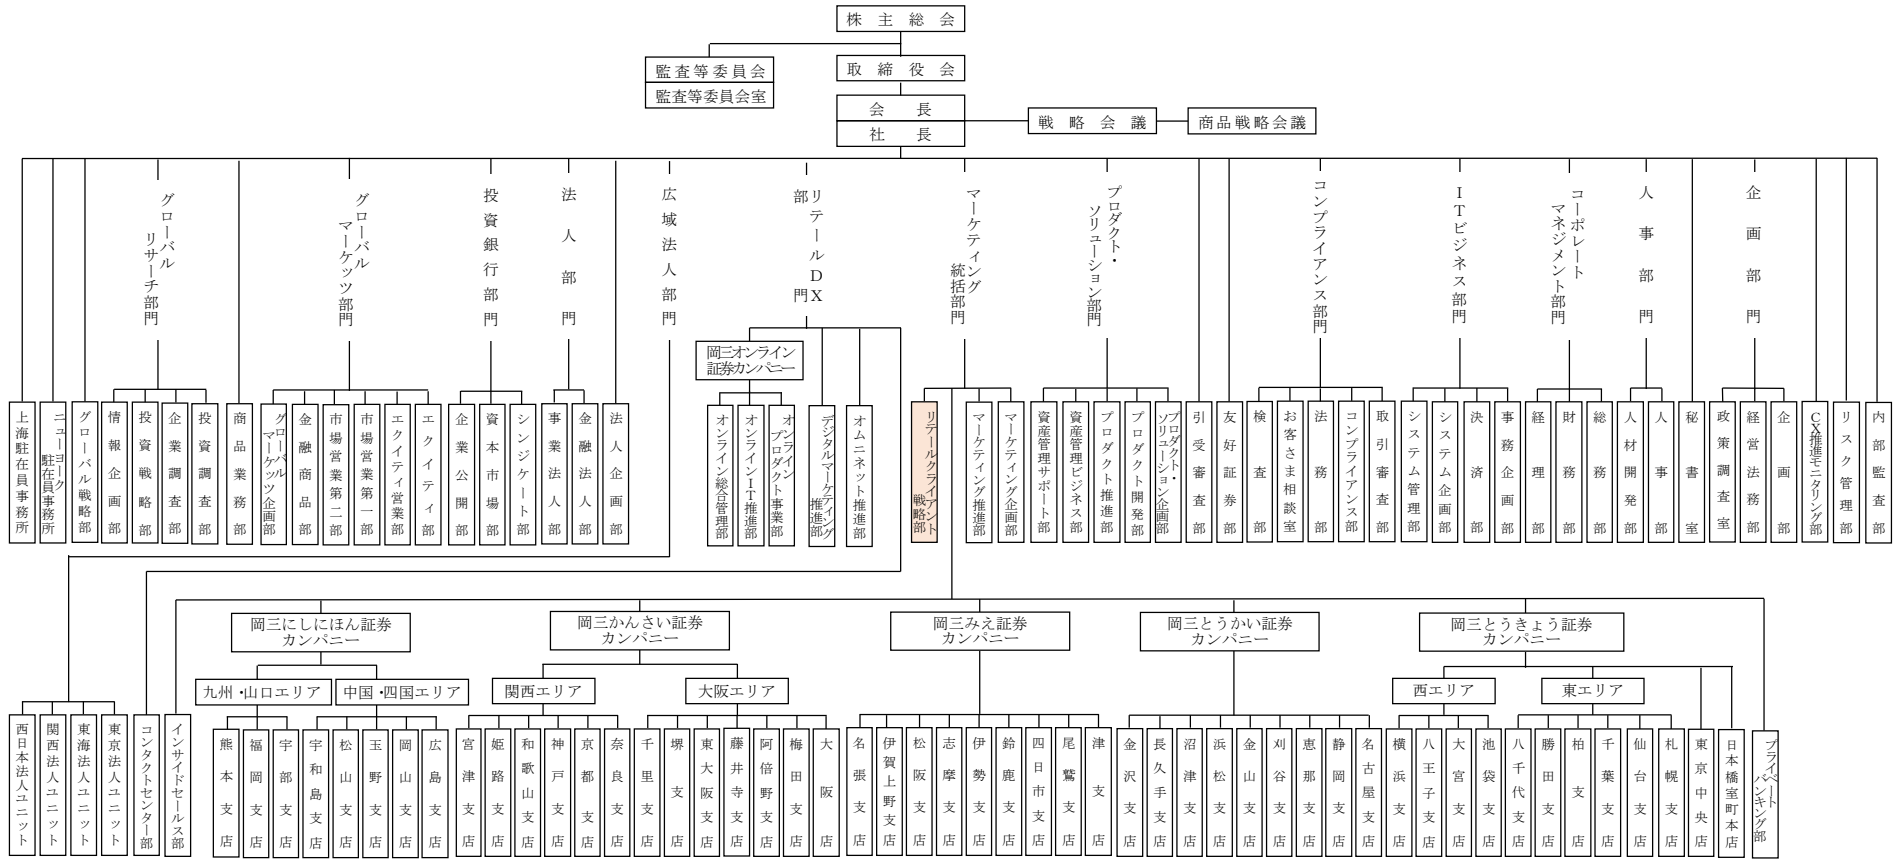 株主総会
監査等委員会
監査等委員会室
取締役会
会長
社長
戦略会議
商品戦略会議
グローバル
リサーチ部門
グローバル
マーケッツ部門
投資銀行部門
法人部門
広域法人部門
リテールDX
部門
マーケティング
統括部門
プロダクト・
ソリューション部門
コンプライアンス部門
ITビジネス部門
コーポレート
マネジメント部門
人事部門
企画部門
岡三オンライン
証券カンパニー
上海駐在員事務所
ニューヨーク
駐在員事務所
グローバル戦略部
情報企画部
投資戦略部
企業調査部
投資調査部
商品業務部
グローバル
マーケッツ企画部
金融商品部
市場営業第二部
市場営業第一部
エクイティ営業部
エクイティ部
企業公開部
資本市場部
シンジケート部
事業法人部
金融法人部
法人企画部
オンライン総合管理部
オンラインIT推進部
オンライン
プロダクト事業部
デジタルマーケティング
推進部
オムニネット推進部
リテールクライアント
戦略部
マーケティング推進部
マーケティング企画部
資産管理サポート部
資産管理ビジネス部
プロダクト推進部
プロダクト開発部
プロダクト・
ソリューション企画部
引受審査部
友好証券部
検査部
お客さま相談室
法務部
コンプライアンス部
取引審査部
システム管理部
システム企画部
決済部
事務企画部
経理部
財務部
総務部
人材開発部
人事部
秘書室
政策調査室
経営法務部
企画部
CX推進モニタリング部
リスク管理部
内部監査部
岡三にしにほん証券
カンパニー
岡三かんさい証券
カンパニー
岡三みえ証券
カンパニー
岡三とうかい証券
カンパニー
岡三とうきょう証券
カンパニー
九州・山口エリア
中国・四国エリア
関西エリア
大阪エリア
西エリア
東エリア
西日本法人ユニット
関西法人ユニット
東海法人ユニット
東京法人ユニット
コンタクトセンター部
インサイドセールス部
熊本支店
福岡支店
宇部支店
宇和島支店
松山支店
玉野支店
岡山支店
広島支店
宮津支店
姫路支店
和歌山支店
神戸支店
京都支店
奈良支店
千里支店
堺支店
東大阪支店
藤井寺支店
阿倍野支店
梅田支店
大阪店
名張支店
伊賀上野支店
松阪支店
志摩支店
伊勢支店
鈴鹿支店
四日市支店
尾鷲支店
津支店
金沢支店
長久手支店
沼津支店
浜松支店
金山支店
刈谷支店
恵那支店
静岡支店
名古屋支店
横浜支店
八王子支店
大宮支店
池袋支店
八千代支店
勝田支店
柏支店
千葉支店
仙台支店
札幌支店
東京中央店
日本橋室町本店
プライベート
バンキング部